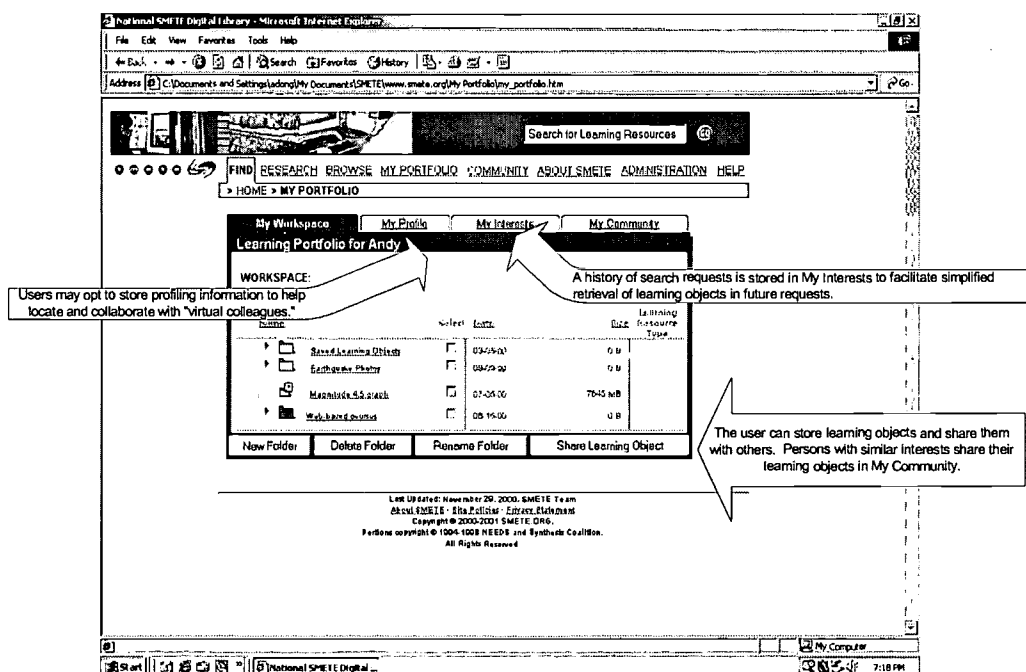 National SMETE Digital Library - Microsoft Internet Explorer
File Edit View Favorites Tools Help
Back Search Favorites History
Address C:\Documents and Settings\adong\My Documents\SMETE\www.smete.org\My Portfolio\my_portfolio.htm Go
Search for Learning Resources
FIND RESEARCH BROWSE MY PORTFOLIO COMMUNITY ABOUT SMETE ADMINISTRATION HELP
> HOME > MY PORTFOLIO
My Workspace My Profile My Interests My Community
Learning Portfolio for Andy
WORKSPACE:
Users may opt to store profiling information to help
locate and collaborate with "virtual colleagues."
A history of search requests is stored in My Interests to facilitate simplified
retrieval of learning objects in future requests.
Name Select Date Size Learning
Resource
Type
Saved Learning Objects 0 B
Earthquake Photos 0 B
Magnitude 4.5 graph 07-05-00 7645 MB
Web-based courses 08-15-00 0 B
New Folder Delete Folder Rename Folder Share Learning Object
The user can store learning objects and share them
with others. Persons with similar interests share their
learning objects in My Community.
Last Updated: November 29, 2000. SMETE Team
About SMETE - Site Policies - Privacy Statement
Copyright © 2000-2001 SMETE.ORG.
Portions copyright © 1994-1998 NEEDS and Synthesis Coalition.
All Rights Reserved
My Computer
Start National SMETE Digital ... 7:18 PM